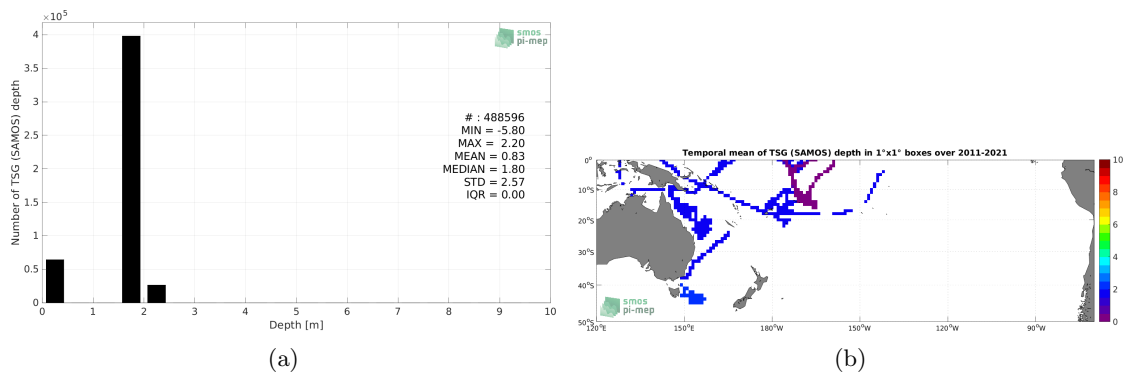 ×10⁵
4
3.5
3
2.5
2
1.5
1
0.5
0
Number of TSG (SAMOS) depth
smos
pi-mep
# : 488596
MIN = -5.80
MAX = 2.20
MEAN = 0.83
MEDIAN = 1.80
STD = 2.57
IQR = 0.00
0 1 2 3 4 5 6 7 8 9 10
Depth [m]
(a)
Temporal mean of TSG (SAMOS) depth in 1°x1° boxes over 2011-2021
0°
10°S
20°S
30°S
40°S
50°S
smos
pi-mep
120°E 150°E 180°W 150°W 120°W 90°W
10
8
6
4
2
0
(b)